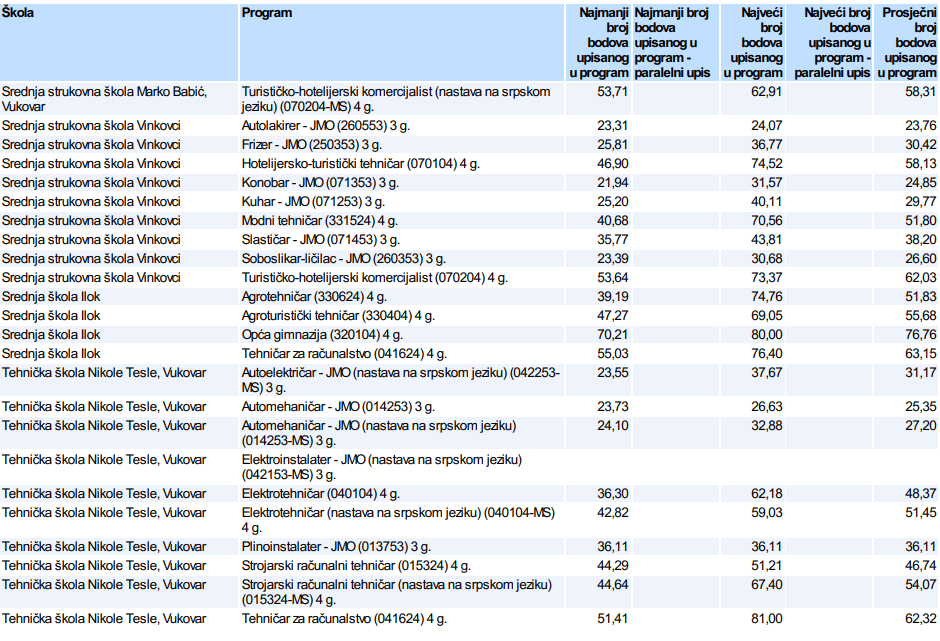 Škola Program Najmanji broj bodova upisanog u program Najmanji broj bodova upisanog u program - paralelni upis Najveći broj bodova upisanog u program Najveći broj bodova upisanog u program - paralelni upis Prosječni broj bodova upisanog u program
Srednja strukovna škola Marko Babić, Turističko-hotelijerski komercijalist (nastava na srpskom 53,71 62,91 58,31
Vukovar jeziku) (070204-MS) 4 g.
Srednja strukovna škola Vinkovci Autolakirer - JMO (260553) 3 g. 23,31 24,07 23,76
Srednja strukovna škola Vinkovci Frizer - JMO (250353) 3 g. 25,81 36,77 30,42
Srednja strukovna škola Vinkovci Hotelijersko-turistički tehničar (070104) 4 g. 46,90 74,52 58,13
Srednja strukovna škola Vinkovci Konobar - JMO (071353) 3 g. 21,94 31,57 24,85
Srednja strukovna škola Vinkovci Kuhar - JMO (071253) 3 g. 25,20 40,11 29,77
Srednja strukovna škola Vinkovci Modni tehničar (331524) 4 g. 40,68 70,56 51,80
Srednja strukovna škola Vinkovci Slastičar - JMO (071453) 3 g. 35,77 43,81 38,20
Srednja strukovna škola Vinkovci Soboslikar-ličilac - JMO (260353) 3 g. 23,39 30,68 26,60
Srednja strukovna škola Vinkovci Turističko-hotelijerski komercijalist (070204) 4 g. 53,64 73,37 62,03
Srednja škola Ilok Agrotehničar (330624) 4 g. 39,19 74,76 51,83
Srednja škola Ilok Agroturistički tehničar (330404) 4 g. 47,27 69,05 55,68
Srednja škola Ilok Opća gimnazija (320104) 4 g. 70,21 80,00 76,76
Srednja škola Ilok Tehničar za računalstvo (041624) 4 g. 55,03 76,40 63,15
Tehnička škola Nikole Tesle, Vukovar Autoelektričar - JMO (nastava na srpskom jeziku) (042253- 23,55 37,67 31,17
MS) 3 g.
Tehnička škola Nikole Tesle, Vukovar Automehaničar - JMO (014253) 3 g. 23,73 26,63 25,35
Tehnička škola Nikole Tesle, Vukovar Automehaničar - JMO (nastava na srpskom jeziku) 24,10 32,88 27,20
(014253-MS) 3 g.
Tehnička škola Nikole Tesle, Vukovar Elektroinstalater - JMO (nastava na srpskom jeziku)
(042153-MS) 3 g.
Tehnička škola Nikole Tesle, Vukovar Elektrotehničar (040104) 4 g. 36,30 62,18 48,37
Tehnička škola Nikole Tesle, Vukovar Elektrotehničar (nastava na srpskom jeziku) (040104-MS) 42,82 59,03 51,45
4 g.
Tehnička škola Nikole Tesle, Vukovar Plinoinstalater - JMO (013753) 3 g. 36,11 36,11 36,11
Tehnička škola Nikole Tesle, Vukovar Strojarski računalni tehničar (015324) 4 g. 44,29 51,21 46,74
Tehnička škola Nikole Tesle, Vukovar Strojarski računalni tehničar (nastava na srpskom jeziku) 44,64 67,40 54,07
(015324-MS) 4 g.
Tehnička škola Nikole Tesle, Vukovar Tehničar za računalstvo (041624) 4 g. 51,41 81,00 62,32